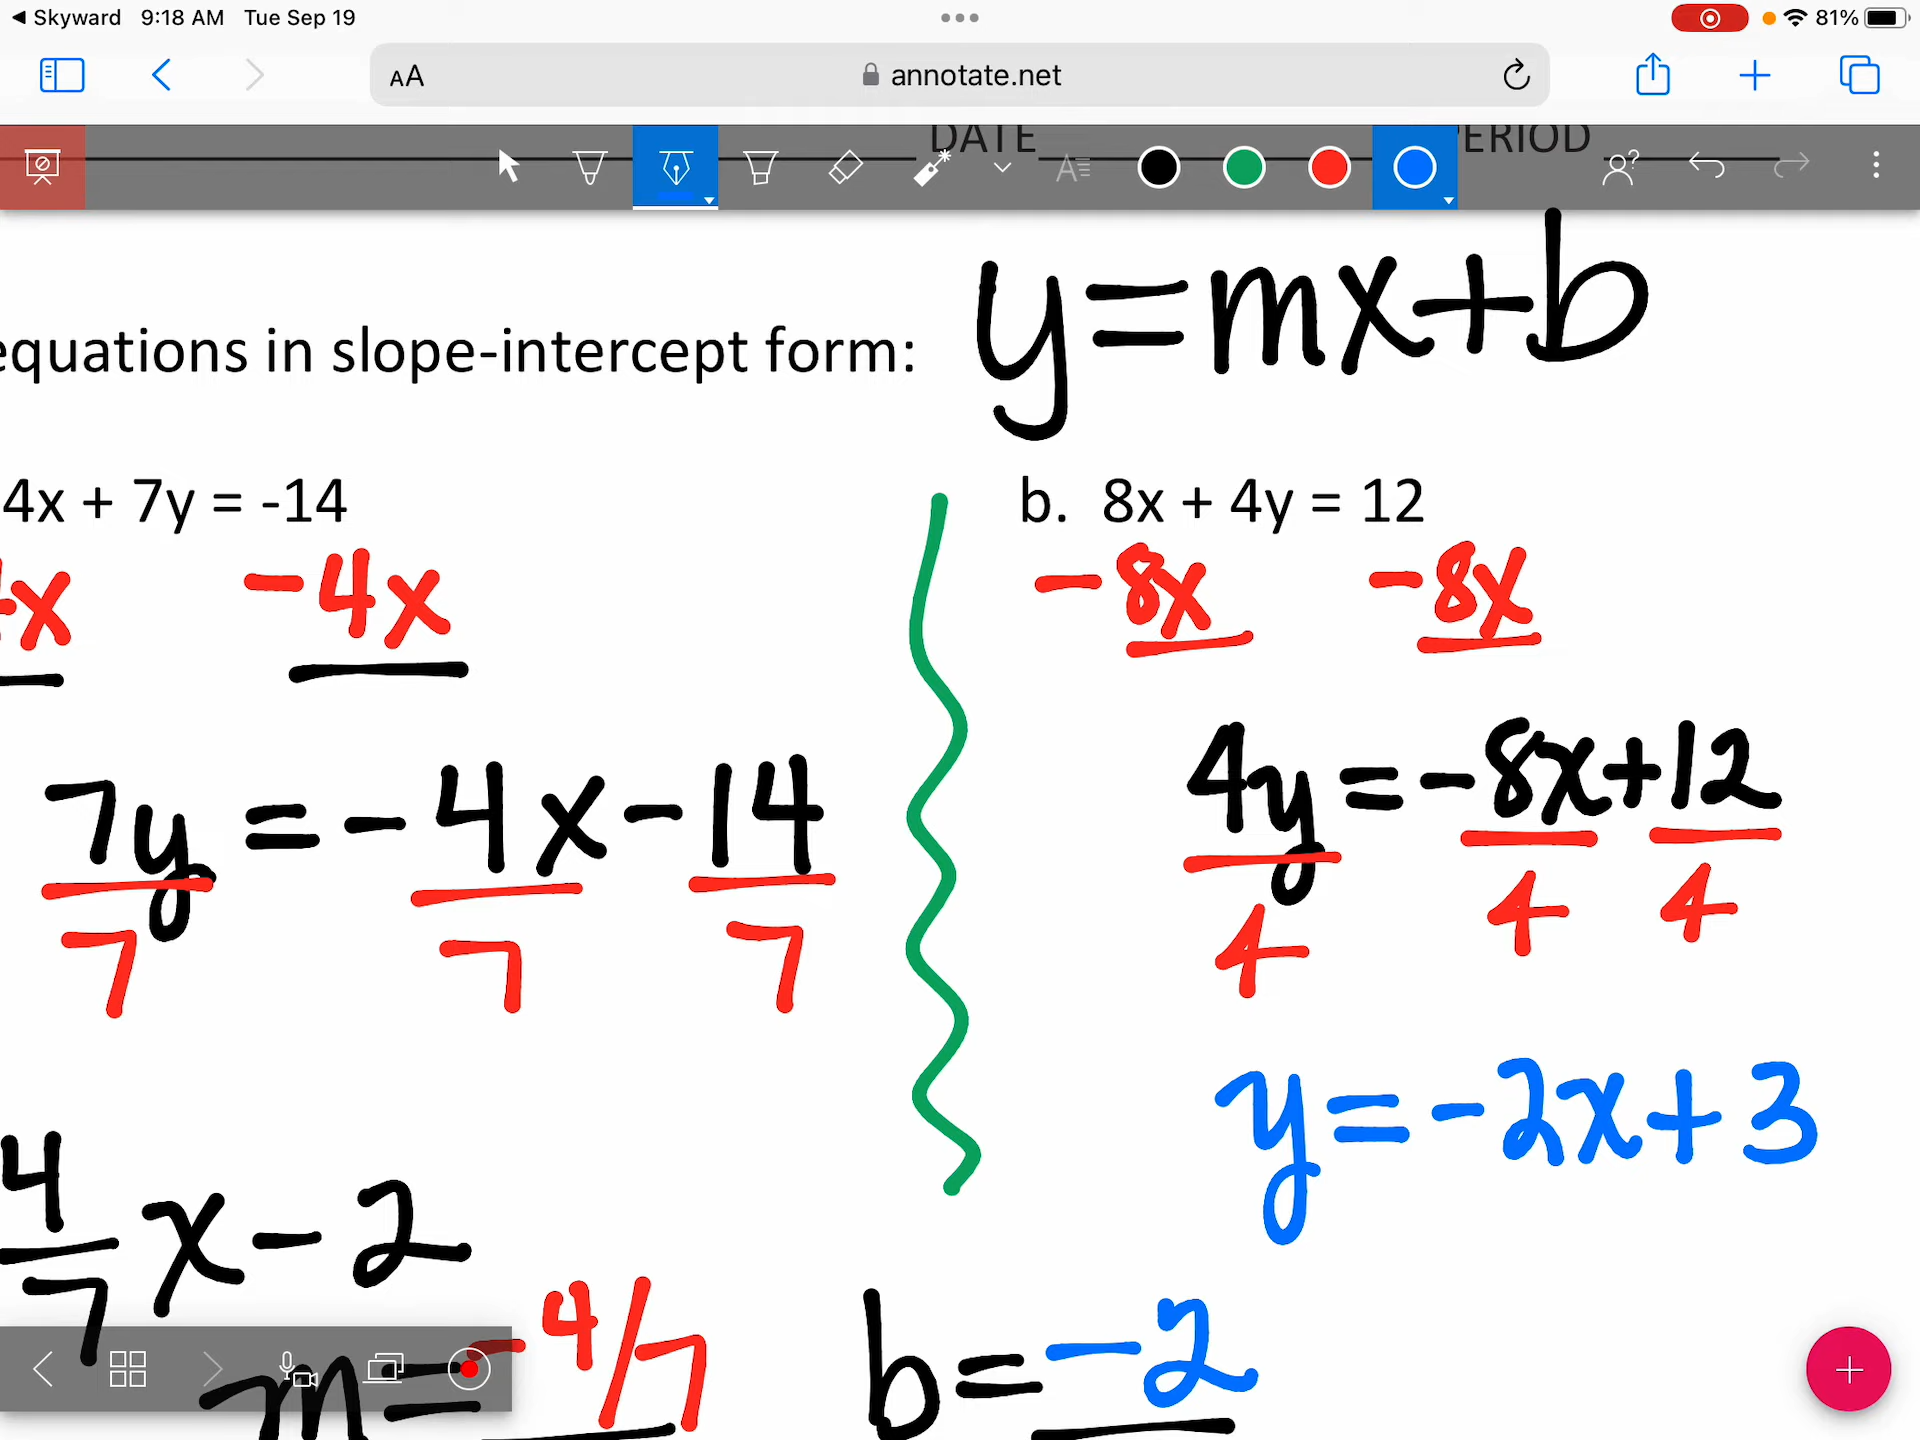 Skyward 9:18 AM Tue Sep 19 81%
AA annotate.net
DATE ERIOD
equations in slope-intercept form: y=mx+b
4x + 7y = -14
x -4x
7y = -4x-14
7 7 7
4
7 x-2
m= -4/7 b= -2
b. 8x + 4y = 12
-8x -8x
4y=-8x+12
4 4 4
y=-2x+3